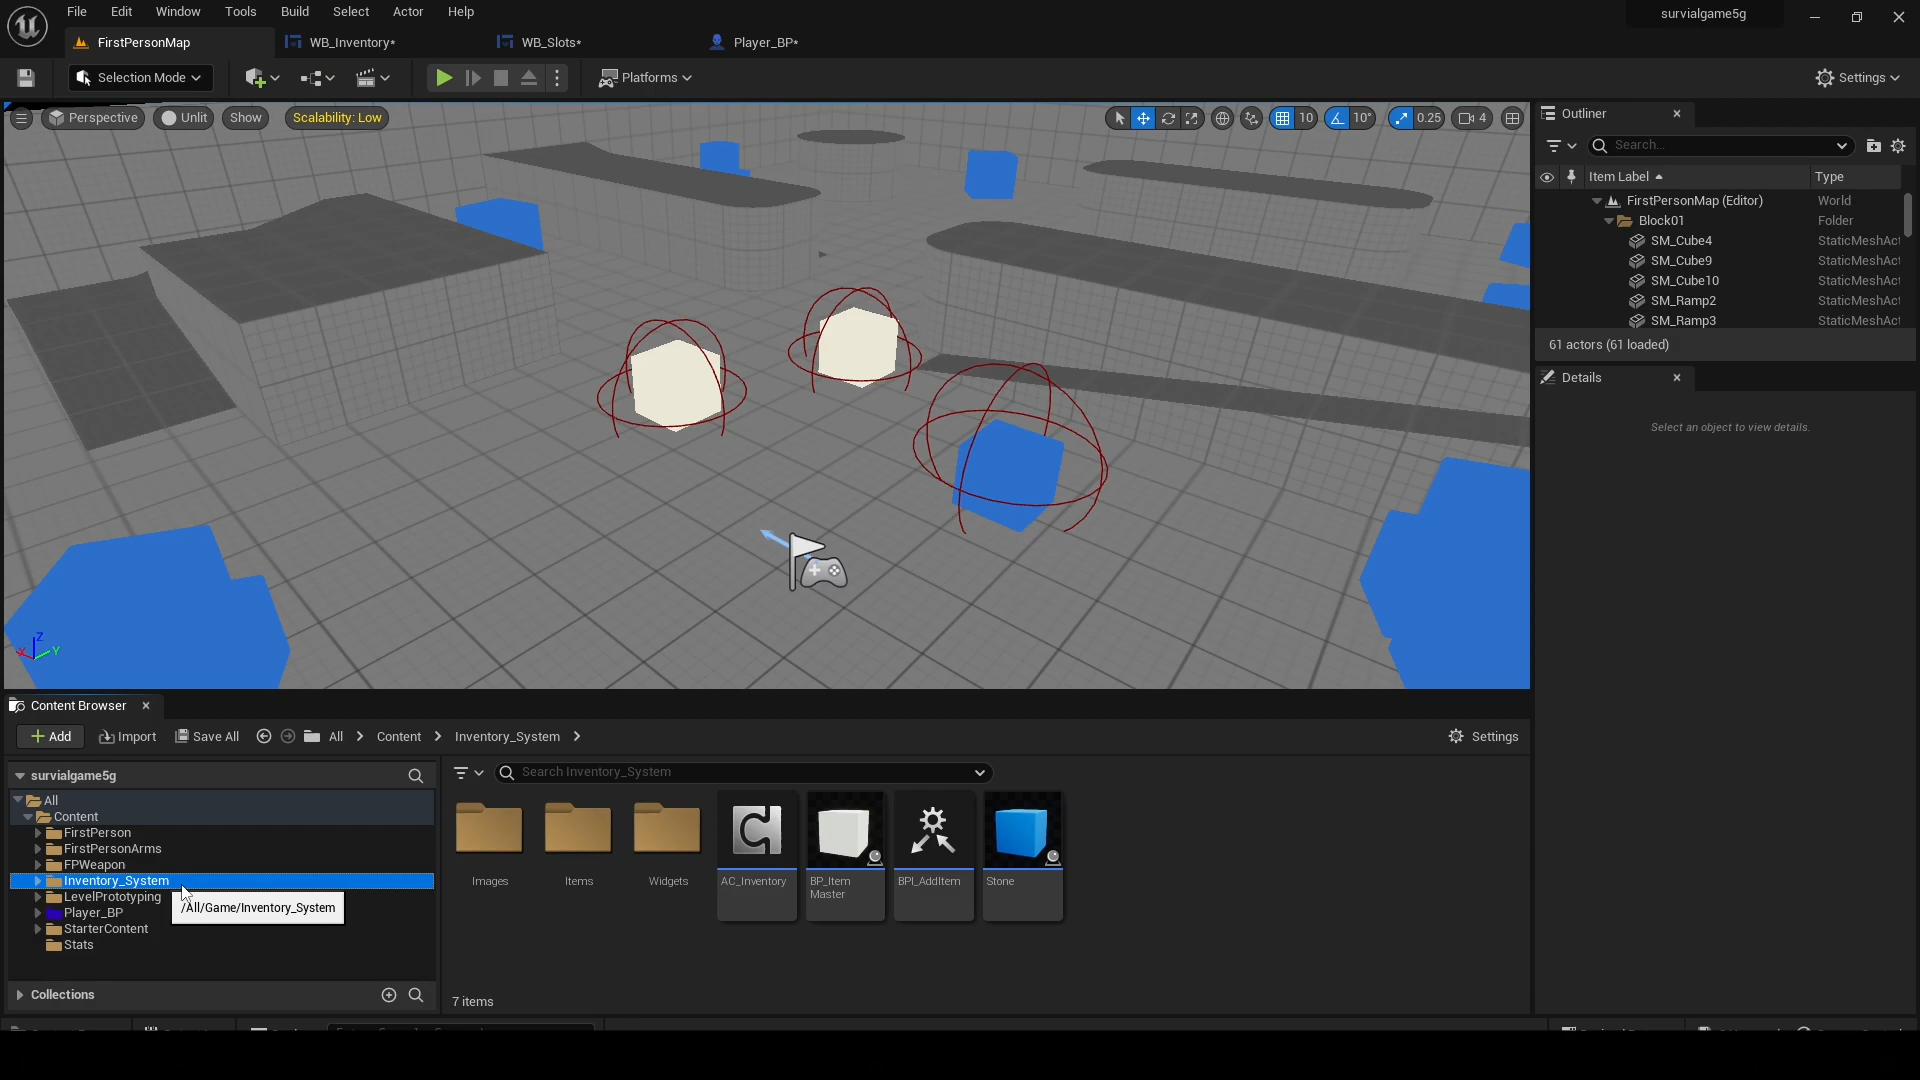 File Edit Window Tools Build Select Actor Help
survialgame5g
FirstPersonMap
WB_Inventory*
WB_Slots*
Player_BP*
Selection Mode
Platforms
Settings
Perspective
Unlit
Show
Scalability: Low
10
10°
0.25
4
Outliner
Search...
Item Label
Type
FirstPersonMap (Editor) World
Block01 Folder
SM_Cube4 StaticMeshAct
SM_Cube9 StaticMeshAct
SM_Cube10 StaticMeshAct
SM_Ramp2 StaticMeshAct
SM_Ramp3 StaticMeshAct
61 actors (61 loaded)
Details
Select an object to view details.
X
Y
Z
Content Browser
Add
Import
Save All
All
Content
Inventory_System
Settings
survialgame5g
Search Inventory_System
All
Content
FirstPerson
FirstPersonArms
FPWeapon
Inventory_System
LevelPrototyping
Player_BP
StarterContent
Stats
/All/Game/Inventory_System
Images
Items
Widgets
AC_Inventory
BP_Item
Master
BPI_AddItem
Stone
Collections
7 items